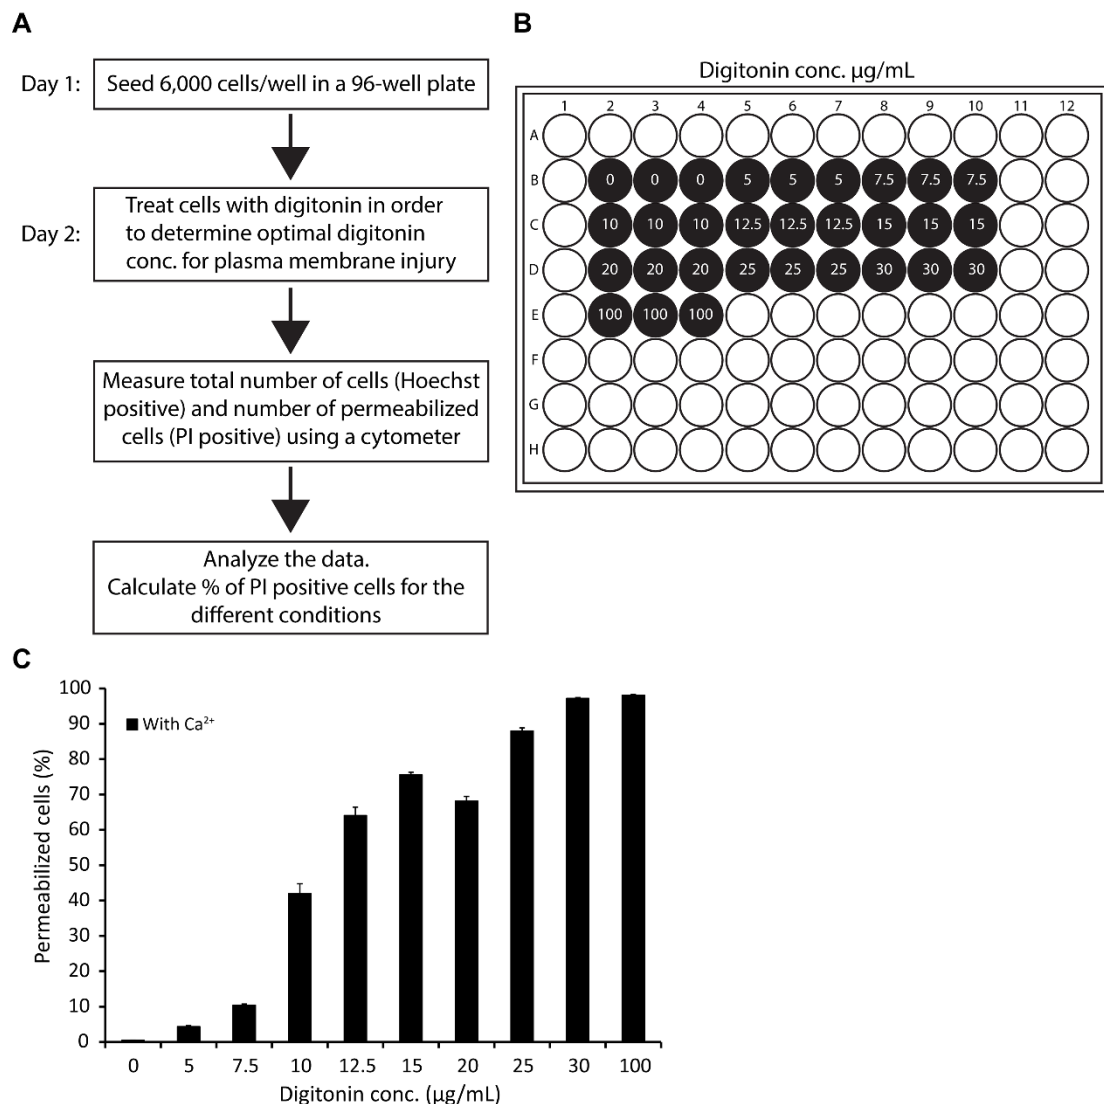 A
Day 1:
Seed 6,000 cells/well in a 96-well plate
Day 2:
Treat cells with digitonin in order
to determine optimal digitonin
conc. for plasma membrane injury
Measure total number of cells (Hoechst
positive) and number of permeabilized
cells (PI positive) using a cytometer
Analyze the data.
Calculate % of PI positive cells for the
different conditions
B
Digitonin conc. µg/mL
1 2 3 4 5 6 7 8 9 10 11 12
A
B 0 0 0 5 5 5 7.5 7.5 7.5
C 10 10 10 12.5 12.5 12.5 15 15 15
D 20 20 20 25 25 25 30 30 30
E 100 100 100
F
G
H
C
Permeabilized cells (%)
100
90
80
70
60
50
40
30
20
10
0
With Ca²⁺
0 5 7.5 10 12.5 15 20 25 30 100
Digitonin conc. (µg/mL)